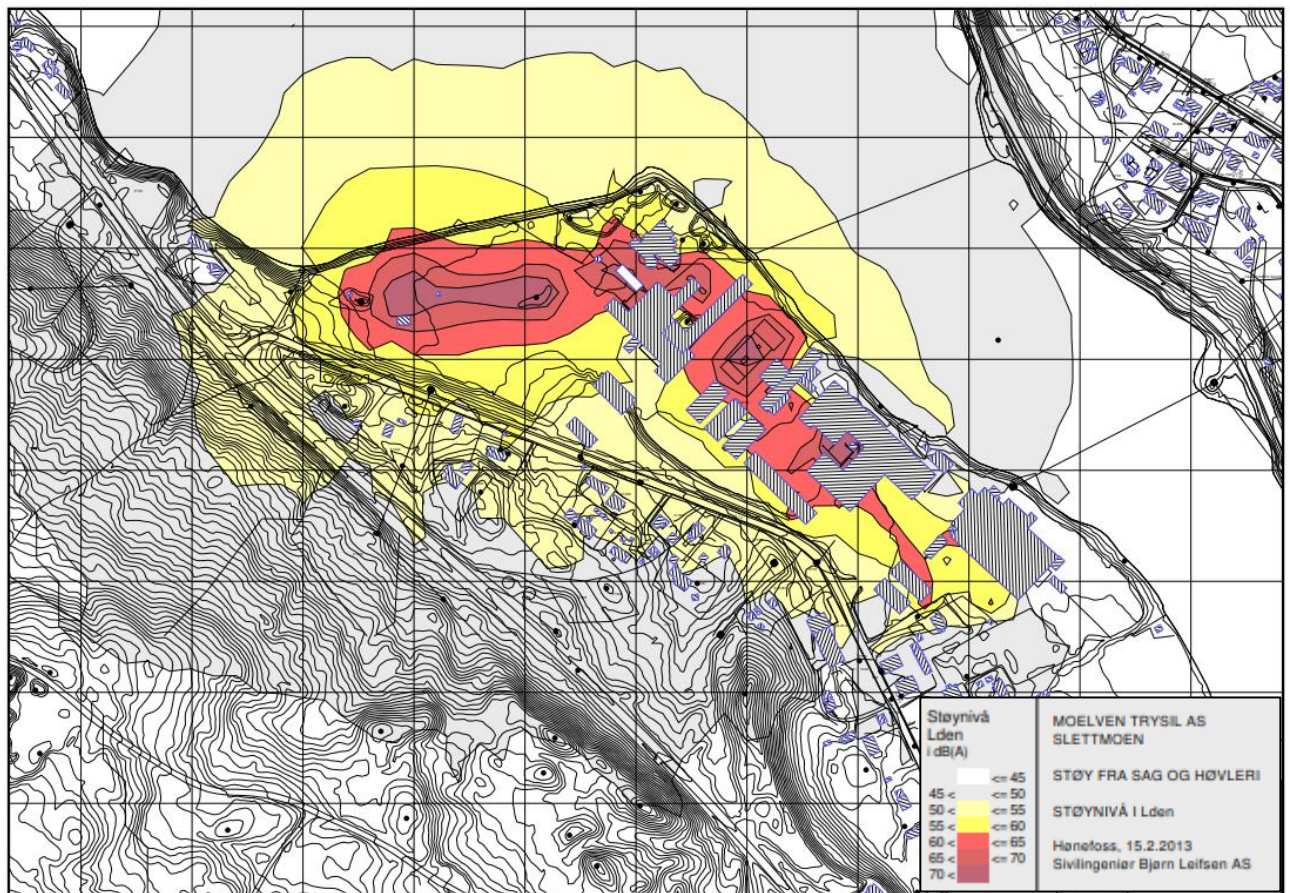 Støynivå
Lden
i dB(A)
<= 45
45 < <= 50
50 < <= 55
55 < <= 60
60 < <= 65
65 < <= 70
70 <
MOELVEN TRYSIL AS
SLETTMOEN
STØY FRA SAG OG HØVLERI
STØYNIVÅ I Lden
Hønefoss, 15.2.2013
Sivilingeniør Bjørn Leifsen AS